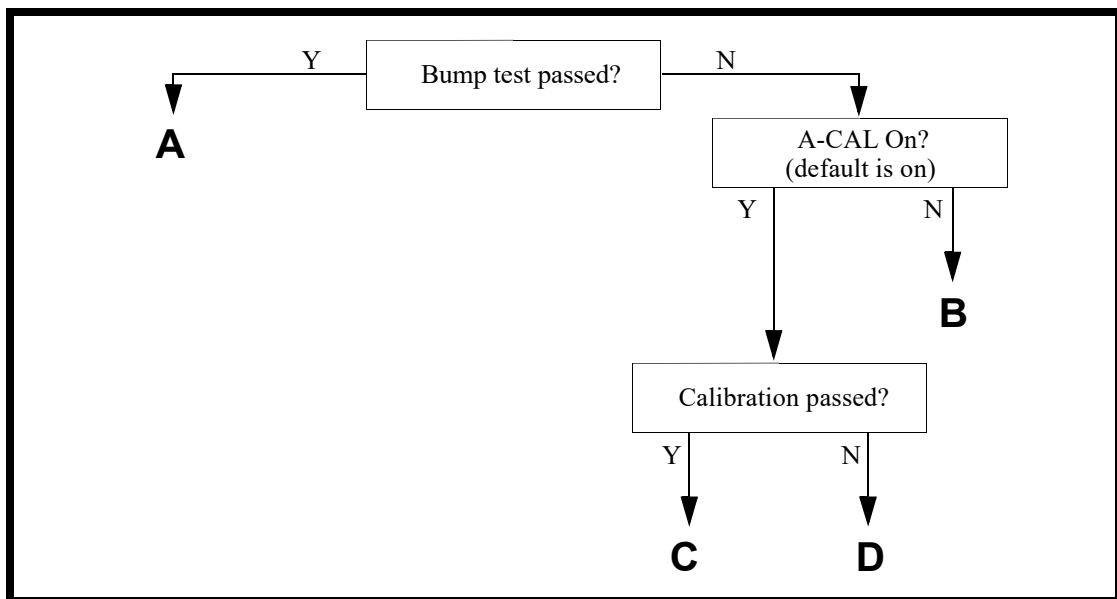 Y
Bump test passed?
N
A
A-CAL On?
(default is on)
Y
N
B
Calibration passed?
Y
N
C
D